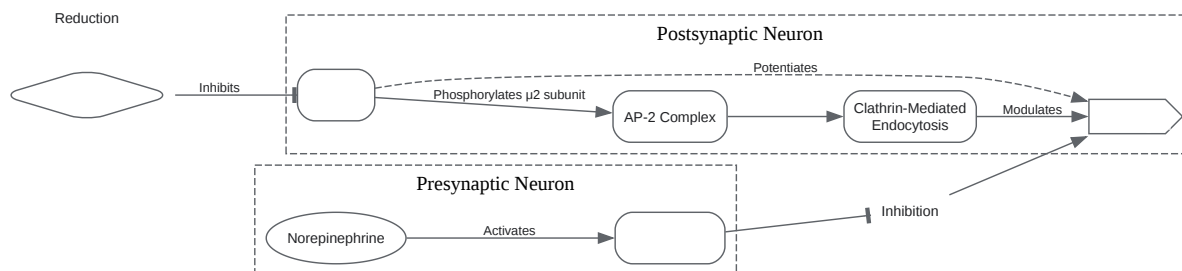 Reduction
Postsynaptic Neuron
Inhibits
Potentiates
Phosphorylates μ2 subunit
AP-2 Complex
Clathrin-Mediated
Endocytosis
Modulates
Presynaptic Neuron
Norepinephrine
Activates
Inhibition